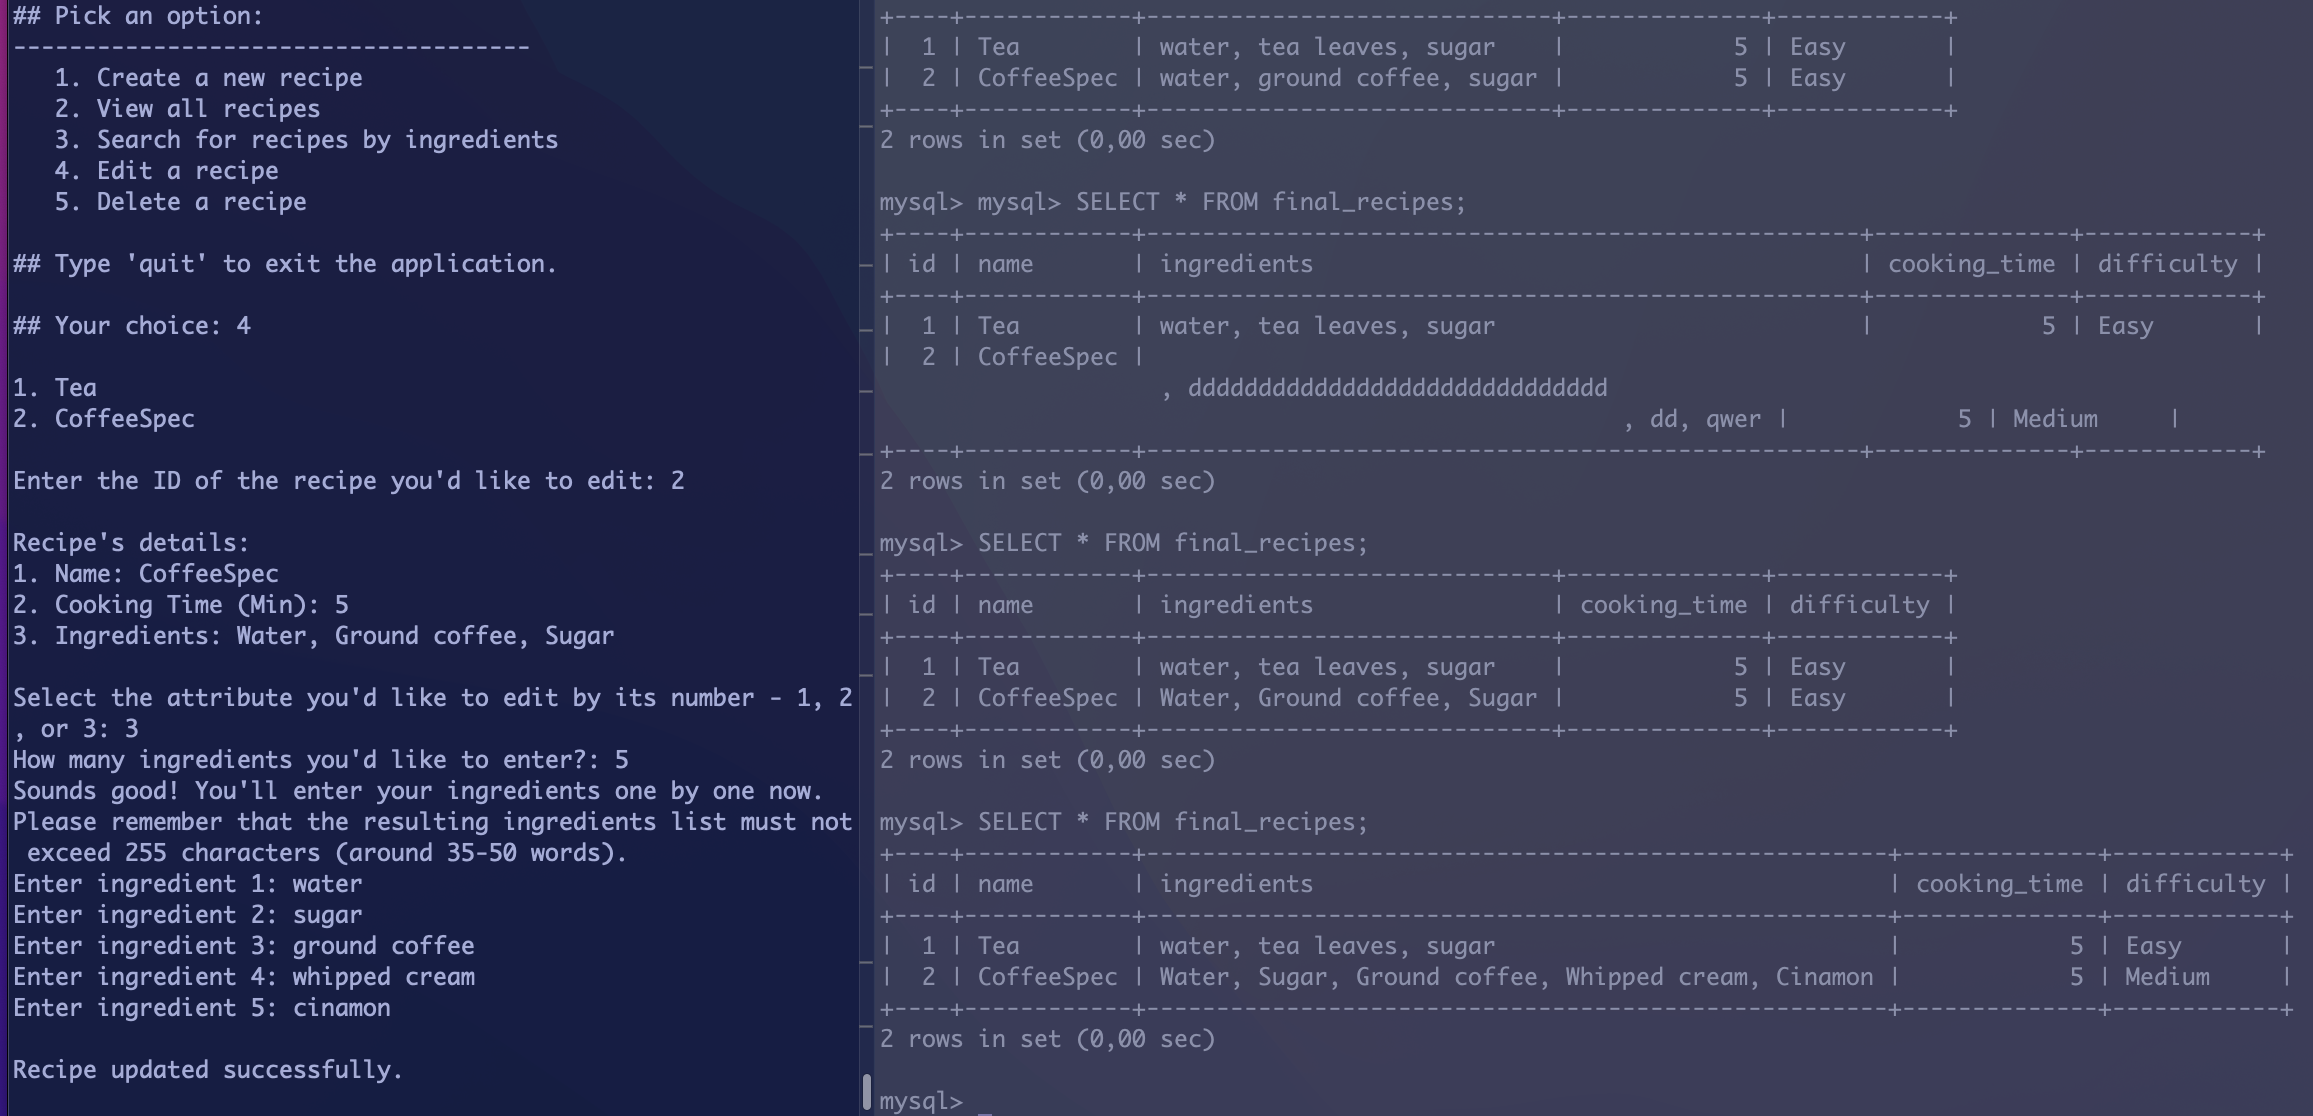 ## Pick an option:
-------------------------------------
   1. Create a new recipe
   2. View all recipes
   3. Search for recipes by ingredients
   4. Edit a recipe
   5. Delete a recipe

## Type 'quit' to exit the application.

## Your choice: 4

1. Tea
2. CoffeeSpec

Enter the ID of the recipe you'd like to edit: 2

Recipe's details:
1. Name: CoffeeSpec
2. Cooking Time (Min): 5
3. Ingredients: Water, Ground coffee, Sugar

Select the attribute you'd like to edit by its number - 1, 2
, or 3: 3
How many ingredients you'd like to enter?: 5
Sounds good! You'll enter your ingredients one by one now.
Please remember that the resulting ingredients list must not
 exceed 255 characters (around 35-50 words).
Enter ingredient 1: water
Enter ingredient 2: sugar
Enter ingredient 3: ground coffee
Enter ingredient 4: whipped cream
Enter ingredient 5: cinamon

Recipe updated successfully.

+----+------------+-----------------------------+--------------+------------+
|  1 | Tea        | water, tea leaves, sugar    |            5 | Easy       |
|  2 | CoffeeSpec | water, ground coffee, sugar |            5 | Easy       |
+----+------------+-----------------------------+--------------+------------+
2 rows in set (0,00 sec)

mysql> mysql> SELECT * FROM final_recipes;
+----+------------+---------------------------------------------------+--------------+------------+
| id | name       | ingredients                                       | cooking_time | difficulty |
+----+------------+---------------------------------------------------+--------------+------------+
|  1 | Tea        | water, tea leaves, sugar                          |            5 | Easy       |
|  2 | CoffeeSpec |
                    , dddddddddddddddddddddddddddddd
                                                     , dd, qwer |            5 | Medium     |
+----+------------+---------------------------------------------------+--------------+------------+
2 rows in set (0,00 sec)

mysql> SELECT * FROM final_recipes;
+----+------------+-----------------------------+--------------+------------+
| id | name       | ingredients                 | cooking_time | difficulty |
+----+------------+-----------------------------+--------------+------------+
|  1 | Tea        | water, tea leaves, sugar    |            5 | Easy       |
|  2 | CoffeeSpec | Water, Ground coffee, Sugar |            5 | Easy       |
+----+------------+-----------------------------+--------------+------------+
2 rows in set (0,00 sec)

mysql> SELECT * FROM final_recipes;
+----+------------+-----------------------------------------------------+--------------+------------+
| id | name       | ingredients                                         | cooking_time | difficulty |
+----+------------+-----------------------------------------------------+--------------+------------+
|  1 | Tea        | water, tea leaves, sugar                            |            5 | Easy       |
|  2 | CoffeeSpec | Water, Sugar, Ground coffee, Whipped cream, Cinamon |            5 | Medium     |
+----+------------+-----------------------------------------------------+--------------+------------+
2 rows in set (0,00 sec)

mysql> _